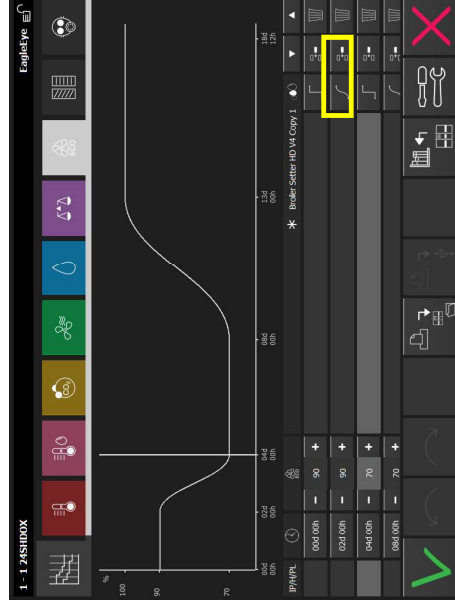 1 - 1 24SHDOX
EagleEye
ECO
CO₂
%
100
90
70
00d 00h
02d 00h
04d 00h
08d 00h
13d 00h
18d 12h
IP/H/PL
* Broiler Setter HD V4 Copy 1
00d 00h - 90 +
02d 00h - 90 +
04d 00h - 70 +
08d 00h - 70 +